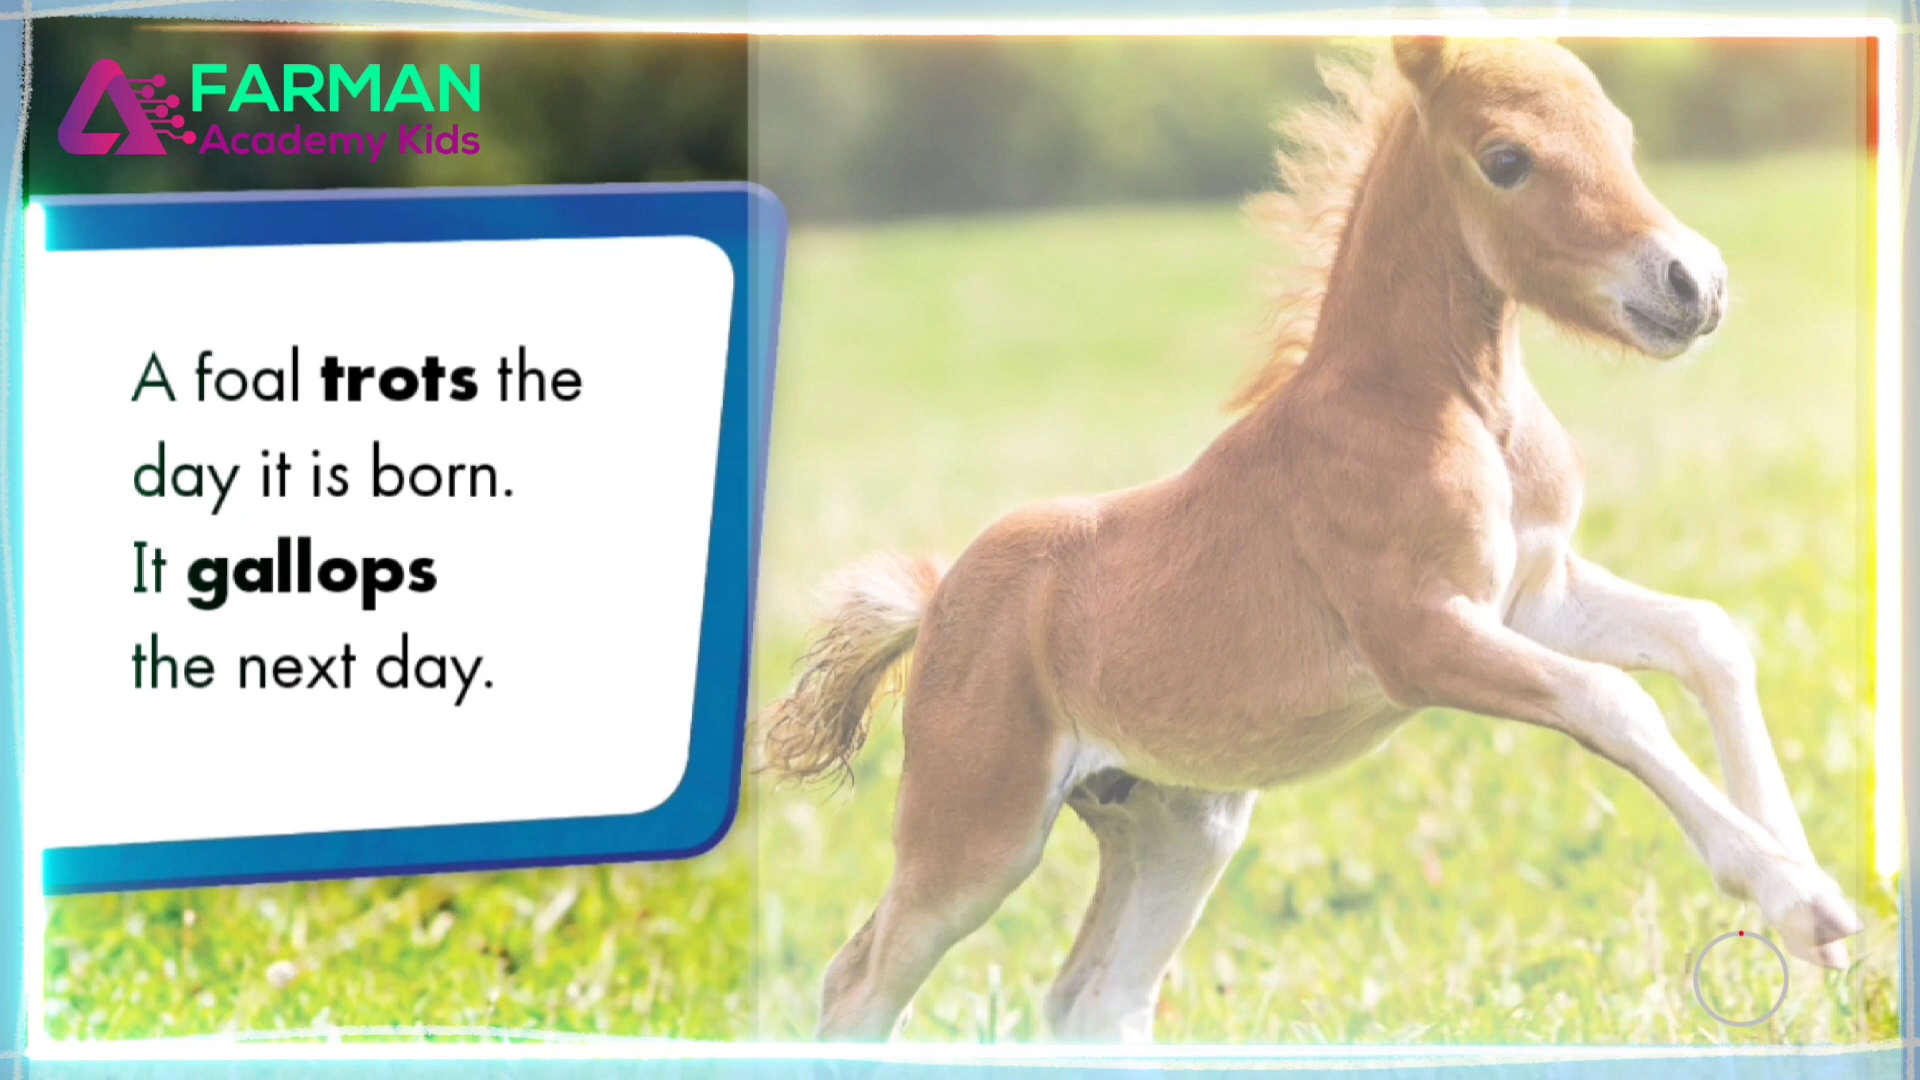 FARMAN
Academy Kids
A foal trots the
day it is born.
It gallops
the next day.